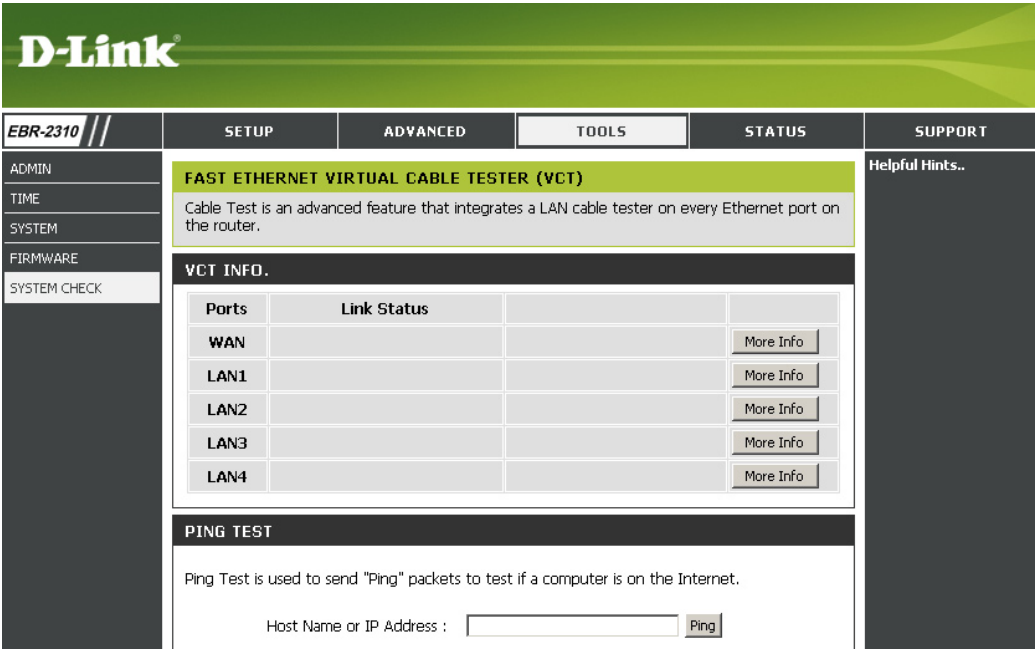 D-Link®
EBR-2310
SETUP
ADVANCED
TOOLS
STATUS
SUPPORT
ADMIN
TIME
SYSTEM
FIRMWARE
SYSTEM CHECK
FAST ETHERNET VIRTUAL CABLE TESTER (VCT)
Cable Test is an advanced feature that integrates a LAN cable tester on every Ethernet port on
the router.
VCT INFO.
Ports Link Status
WAN More Info
LAN1 More Info
LAN2 More Info
LAN3 More Info
LAN4 More Info
PING TEST
Ping Test is used to send "Ping" packets to test if a computer is on the Internet.
Host Name or IP Address : Ping
Helpful Hints..